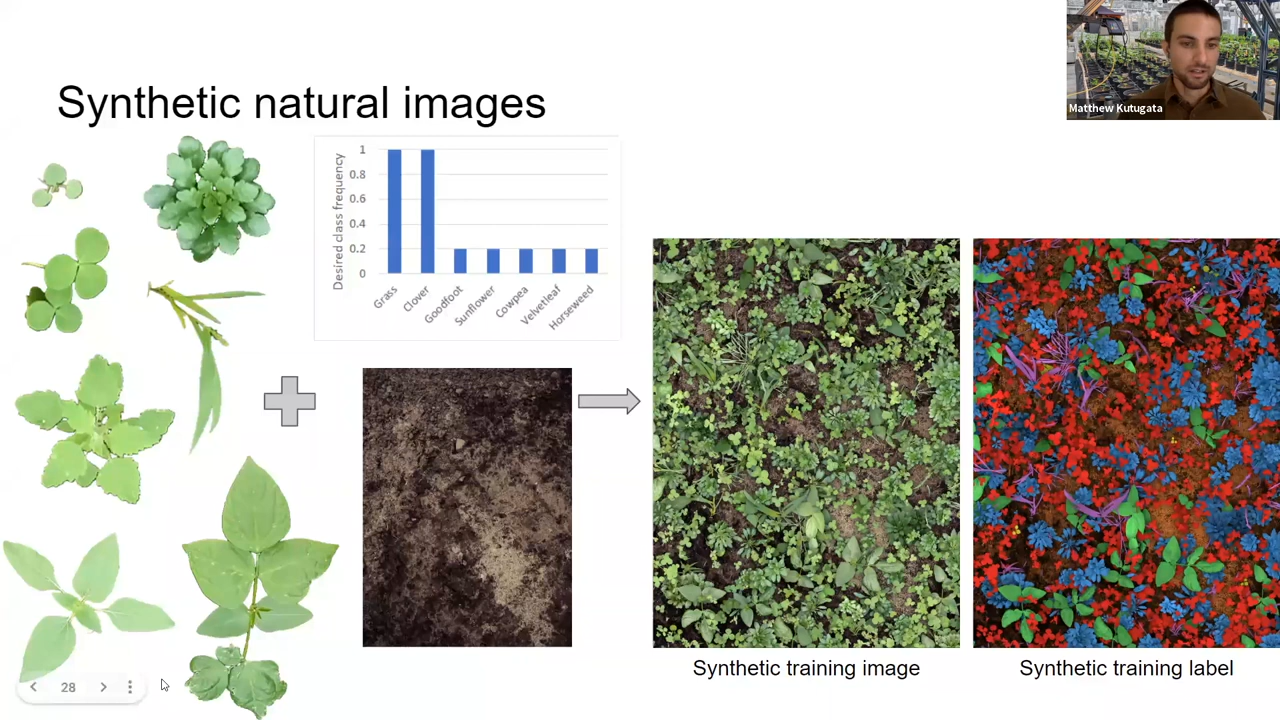 Matthew Kutugata
Synthetic natural images
Desired class frequency
1
0.8
0.6
0.4
0.2
0
Grass
Clover
Goodfoot
Sunflower
Cowpea
Velvetleaf
Horseweed
Synthetic training image
Synthetic training label
28